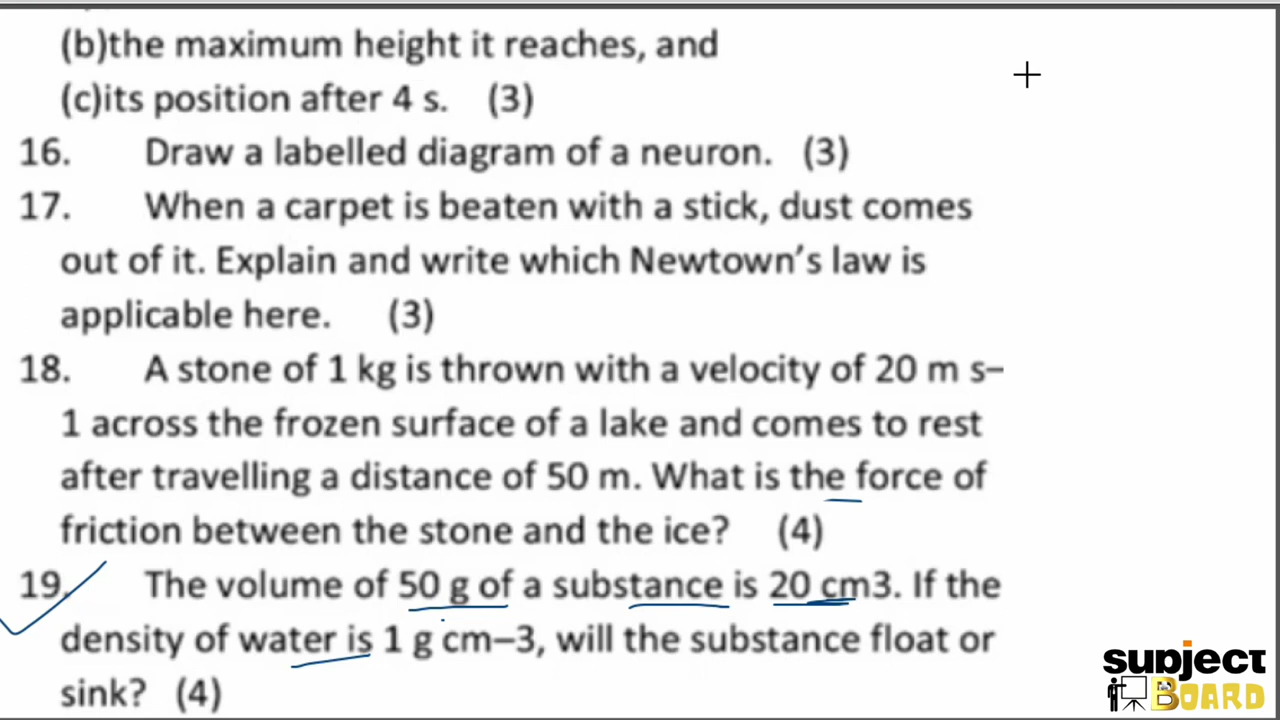 (b)the maximum height it reaches, and
(c)its position after 4 s. (3)
16. Draw a labelled diagram of a neuron. (3)
17. When a carpet is beaten with a stick, dust comes
out of it. Explain and write which Newtown’s law is
applicable here. (3)
18. A stone of 1 kg is thrown with a velocity of 20 m s–
1 across the frozen surface of a lake and comes to rest
after travelling a distance of 50 m. What is the force of
friction between the stone and the ice? (4)
19. The volume of 50 g of a substance is 20 cm3. If the
density of water is 1 g cm–3, will the substance float or
sink? (4)
subject
BOARD